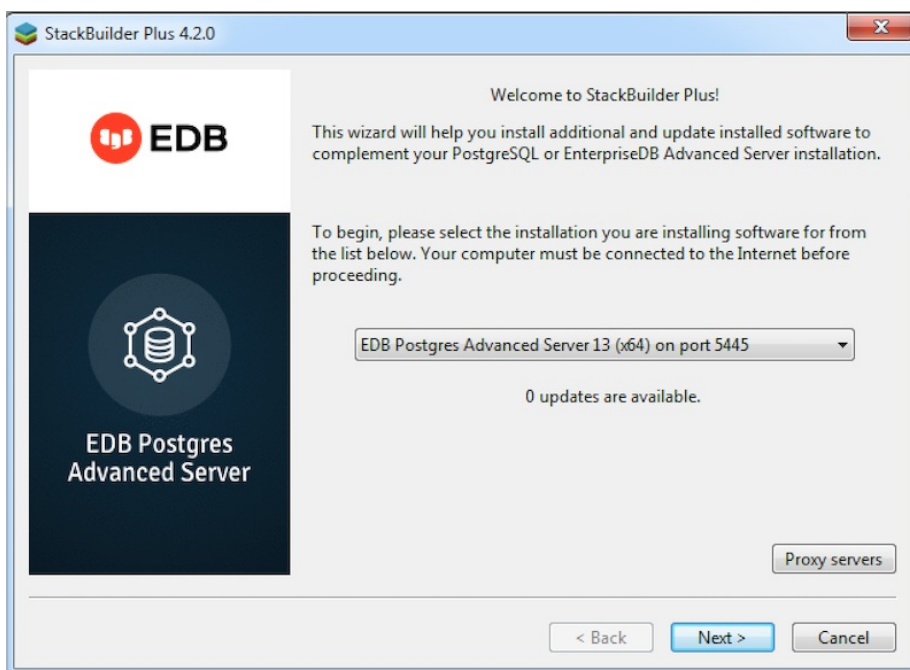 StackBuilder Plus 4.2.0
EDB
EDB Postgres
Advanced Server
Welcome to StackBuilder Plus!
This wizard will help you install additional and update installed software to
complement your PostgreSQL or EnterpriseDB Advanced Server installation.
To begin, please select the installation you are installing software for from
the list below. Your computer must be connected to the Internet before
proceeding.
EDB Postgres Advanced Server 13 (x64) on port 5445
0 updates are available.
Proxy servers
< Back Next > Cancel